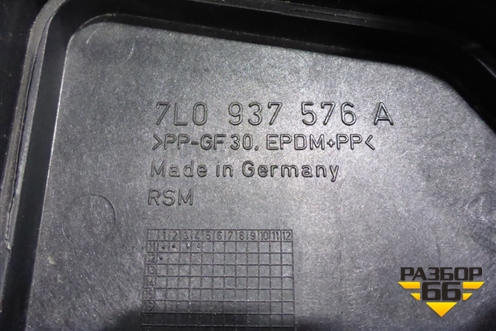 7L0 937 576 A
>PP-GF30, EPDM+PP<
Made in Germany
RSM
1 2 3 4 5 6 7 8 9 10 11 12
РАЗБОР
66